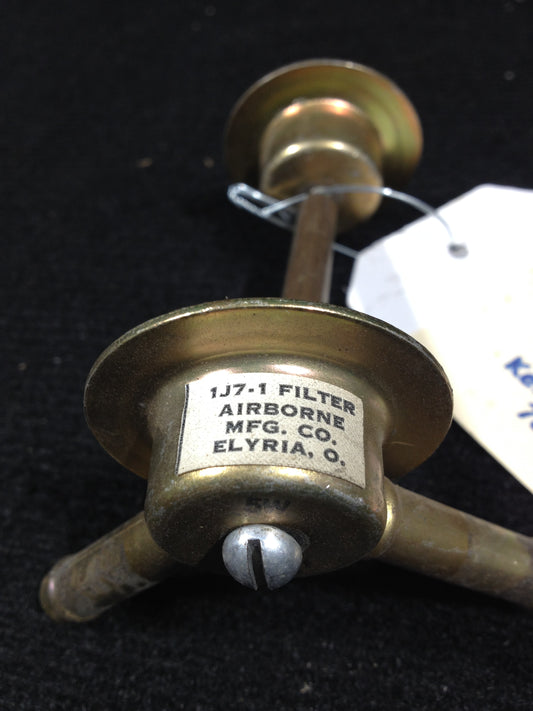 1J7-1 FILTER
AIRBORNE
MFG. CO.
ELYRIA, O.